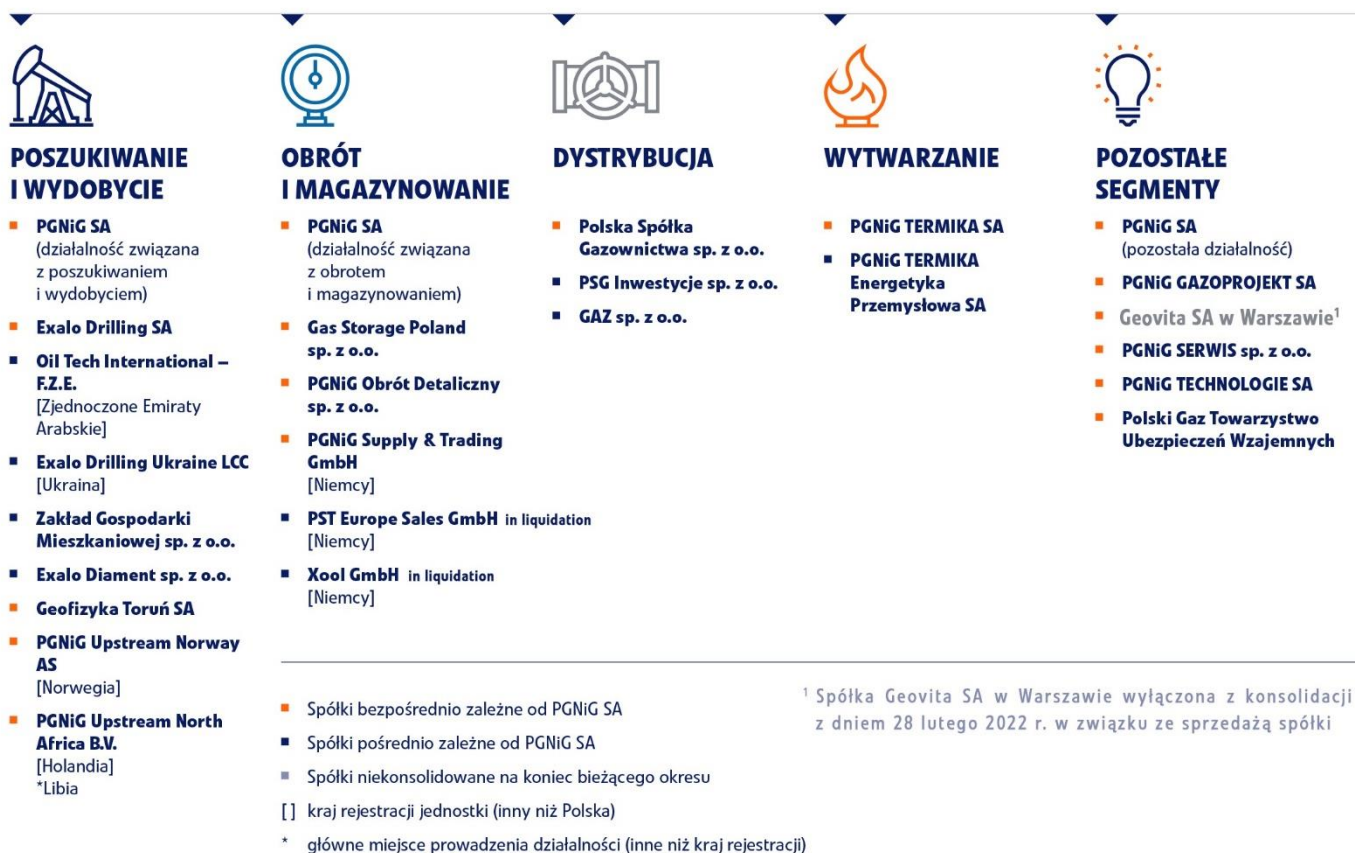 POSZUKIWANIE
I WYDOBYCIE
PGNiG SA
(działalność związana
z poszukiwaniem
i wydobyciem)
Exalo Drilling SA
Oil Tech International –
F.Z.E.
[Zjednoczone Emiraty
Arabskie]
Exalo Drilling Ukraine LCC
[Ukraina]
Zakład Gospodarki
Mieszkaniowej sp. z o.o.
Exalo Diament sp. z o.o.
Geofizyka Toruń SA
PGNiG Upstream Norway
AS
[Norwegia]
PGNiG Upstream North
Africa B.V.
[Holandia]
*Libia
OBRÓT
I MAGAZYNOWANIE
PGNiG SA
(działalność związana
z obrotem
i magazynowaniem)
Gas Storage Poland
sp. z o.o.
PGNiG Obrót Detaliczny
sp. z o.o.
PGNiG Supply & Trading
GmbH
[Niemcy]
PST Europe Sales GmbH in liquidation
[Niemcy]
Xool GmbH in liquidation
[Niemcy]
DYSTRYBUCJA
Polska Spółka
Gazownictwa sp. z o.o.
PSG Inwestycje sp. z o.o.
GAZ sp. z o.o.
WYTWARZANIE
PGNiG TERMIKA SA
PGNiG TERMIKA
Energetyka
Przemysłowa SA
POZOSTAŁE
SEGMENTY
PGNiG SA
(pozostała działalność)
PGNiG GAZOPROJEKT SA
Geovita SA w Warszawie¹
PGNiG SERWIS sp. z o.o.
PGNiG TECHNOLOGIE SA
Polski Gaz Towarzystwo
Ubezpieczeń Wzajemnych
Spółki bezpośrednio zależne od PGNiG SA
Spółki pośrednio zależne od PGNiG SA
Spółki niekonsolidowane na koniec bieżącego okresu
[ ] kraj rejestracji jednostki (inny niż Polska)
* główne miejsce prowadzenia działalności (inne niż kraj rejestracji)
¹ Spółka Geovita SA w Warszawie wyłączona z konsolidacji
z dniem 28 lutego 2022 r. w związku ze sprzedażą spółki